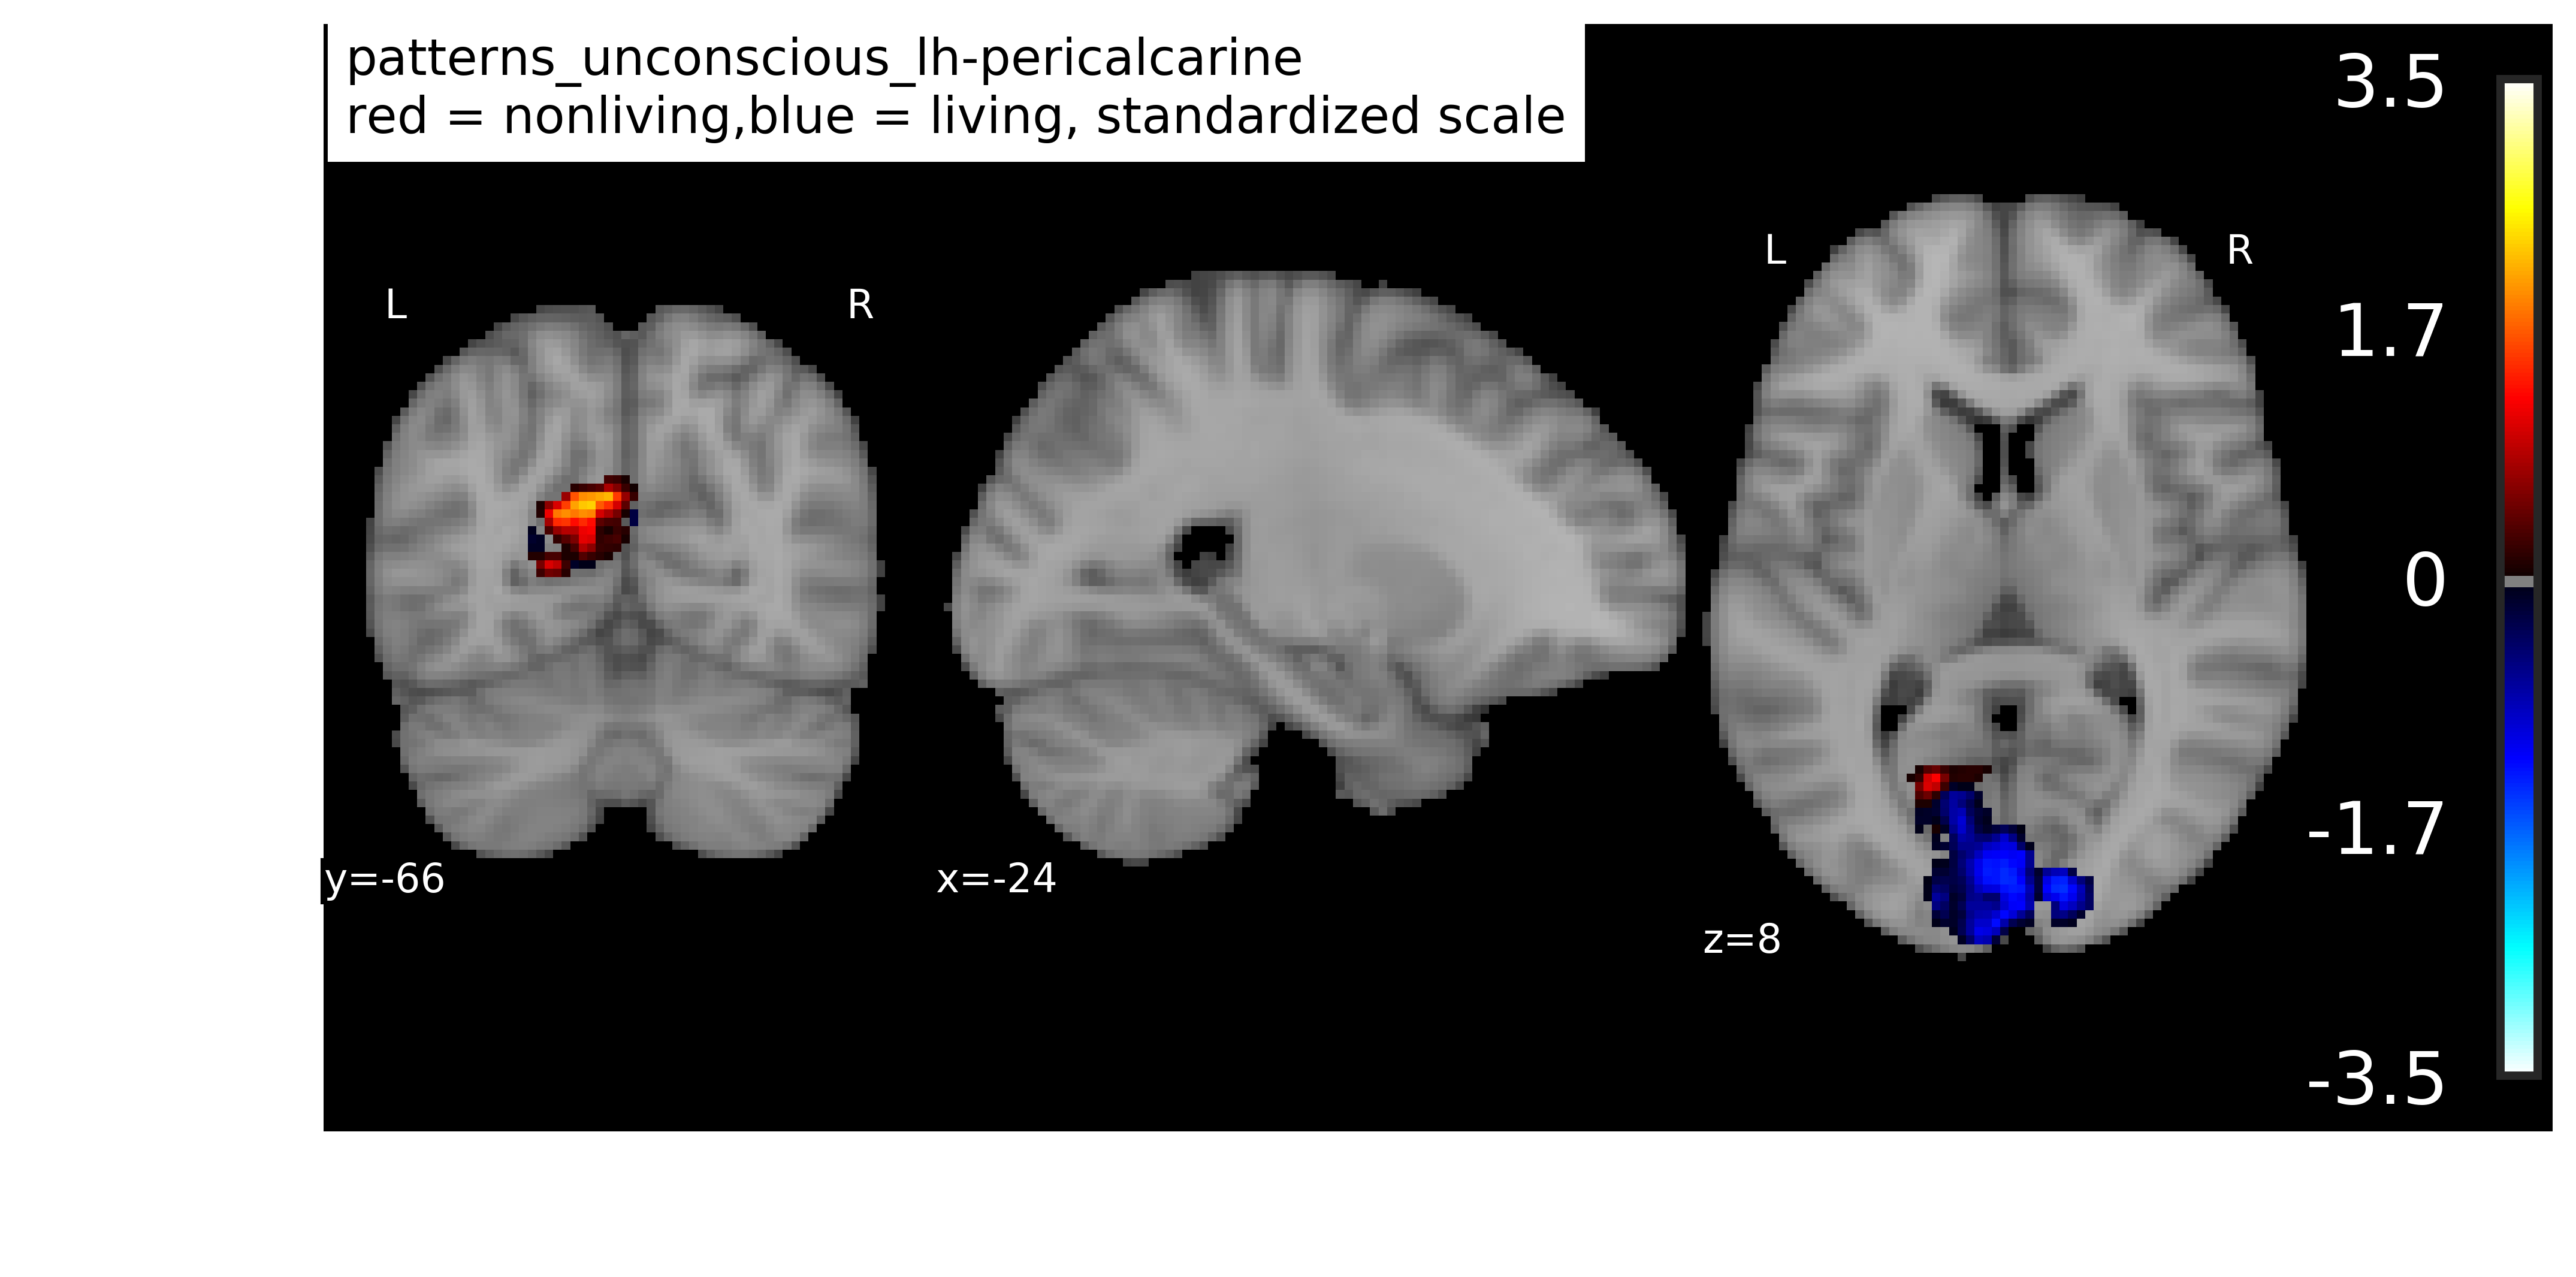 patterns_unconscious_lh-pericalcarine
red = nonliving,blue = living, standardized scale
L
R
y=-66
x=-24
L
R
z=8
3.5
1.7
0
-1.7
-3.5